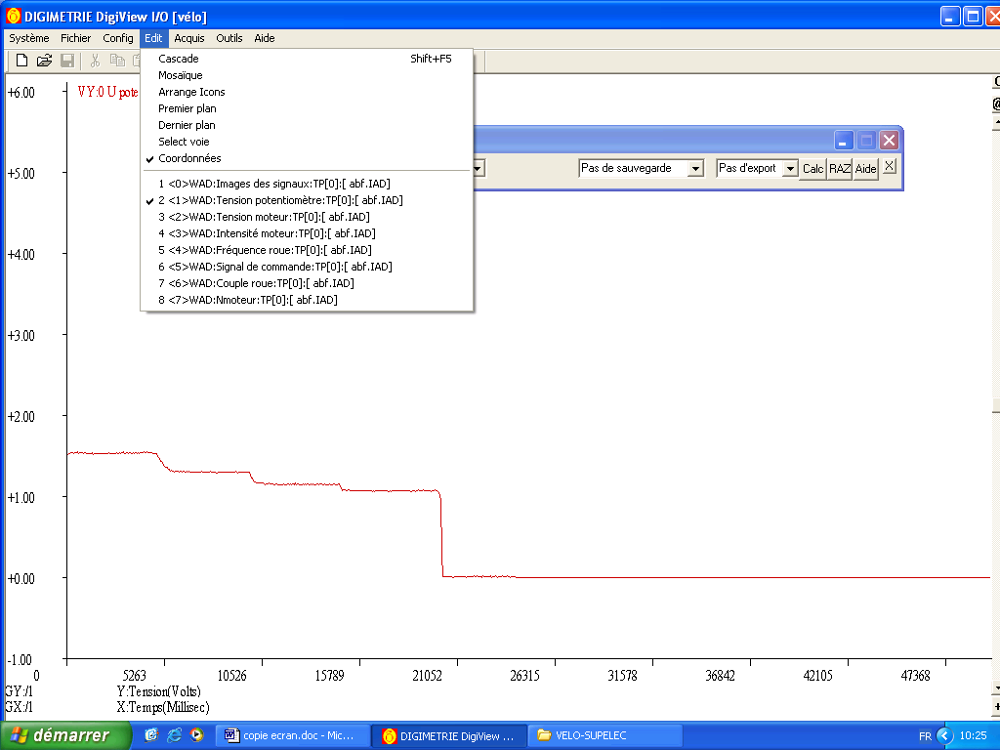 DIGIMETRIE DigiView I/O [vélo]
Système Fichier Config Edit Acquis Outils Aide
Cascade Shift+F5
Mosaïque
Arrange Icons
Premier plan
Dernier plan
Select voie
Coordonnées
1 <0>WAD:Images des signaux:TP[0]:[ abf.IAD]
2 <1>WAD:Tension potentiomètre:TP[0]:[ abf.IAD]
3 <2>WAD:Tension moteur:TP[0]:[ abf.IAD]
4 <3>WAD:Intensité moteur:TP[0]:[ abf.IAD]
5 <4>WAD:Fréquence roue:TP[0]:[ abf.IAD]
6 <5>WAD:Signal de commande:TP[0]:[ abf.IAD]
7 <6>WAD:Couple roue:TP[0]:[ abf.IAD]
8 <7>WAD:Nmoteur:TP[0]:[ abf.IAD]
Pas de sauvegarde Pas d'export Calc RAZ Aide X
VY:0 U pote
+6.00
+5.00
+4.00
+3.00
+2.00
+1.00
+0.00
-1.00
0 5263 10526 15789 21052 26315 31578 36842 42105 47368
GY:/1 Y:Tension(Volts)
GX:/1 X:Temps(Millisec)
démarrer copie ecran.doc - Mic... DIGIMETRIE DigiView ... VELO-SUPELEC FR 10:25